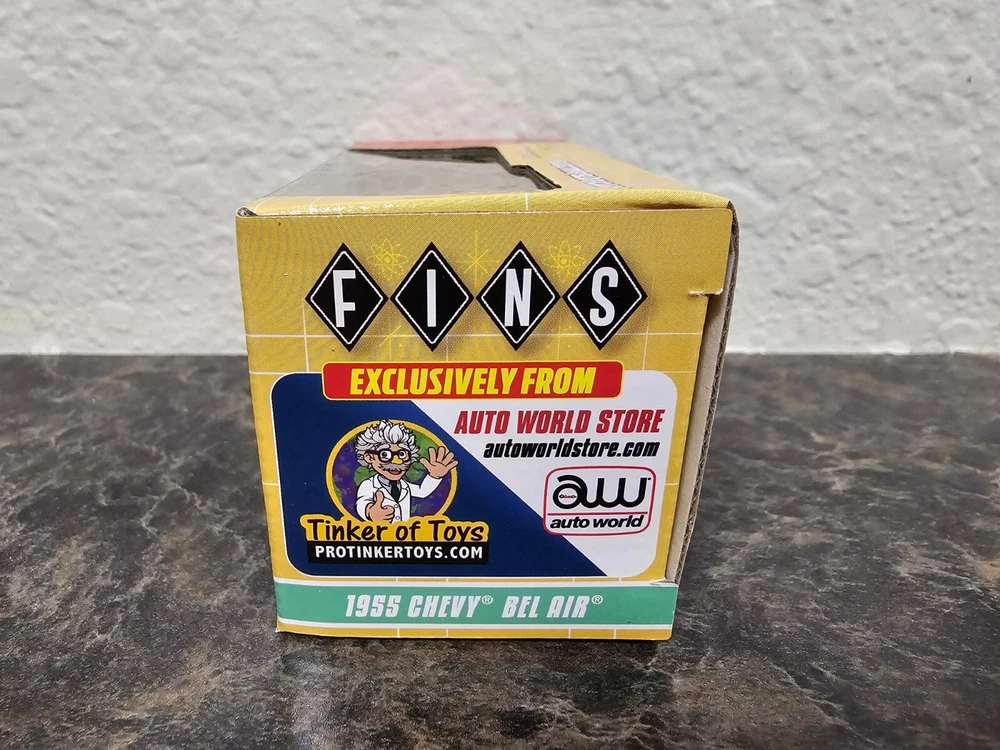 FINS
EXCLUSIVELY FROM
AUTO WORLD STORE
autoworldstore.com
aw
auto world
Tinker of Toys
PROTINKERTOYS.COM
1955 CHEVY® BEL AIR®